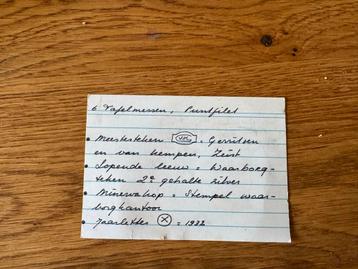 6 Tafelmessen, Puntfilet
• Meesterteken VKG = Gerritsen
en van Kempen, Zeist
• Lopende leeuw = Waarborg-
teken 2e gehalte zilver
• Minervakop = Stempel waar-
borgkantoor
• Jaarletter X = 1932